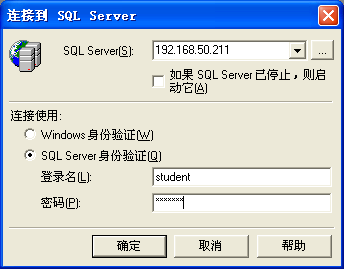 连接到 SQL Server
SQL Server(S): 192.168.50.211 ...
如果 SQL Server 已停止，则启
动它(A)
连接使用:
Windows 身份验证(W)
SQL Server 身份验证(Q)
登录名(L): student
密码(P): *******
确定 取消 帮助